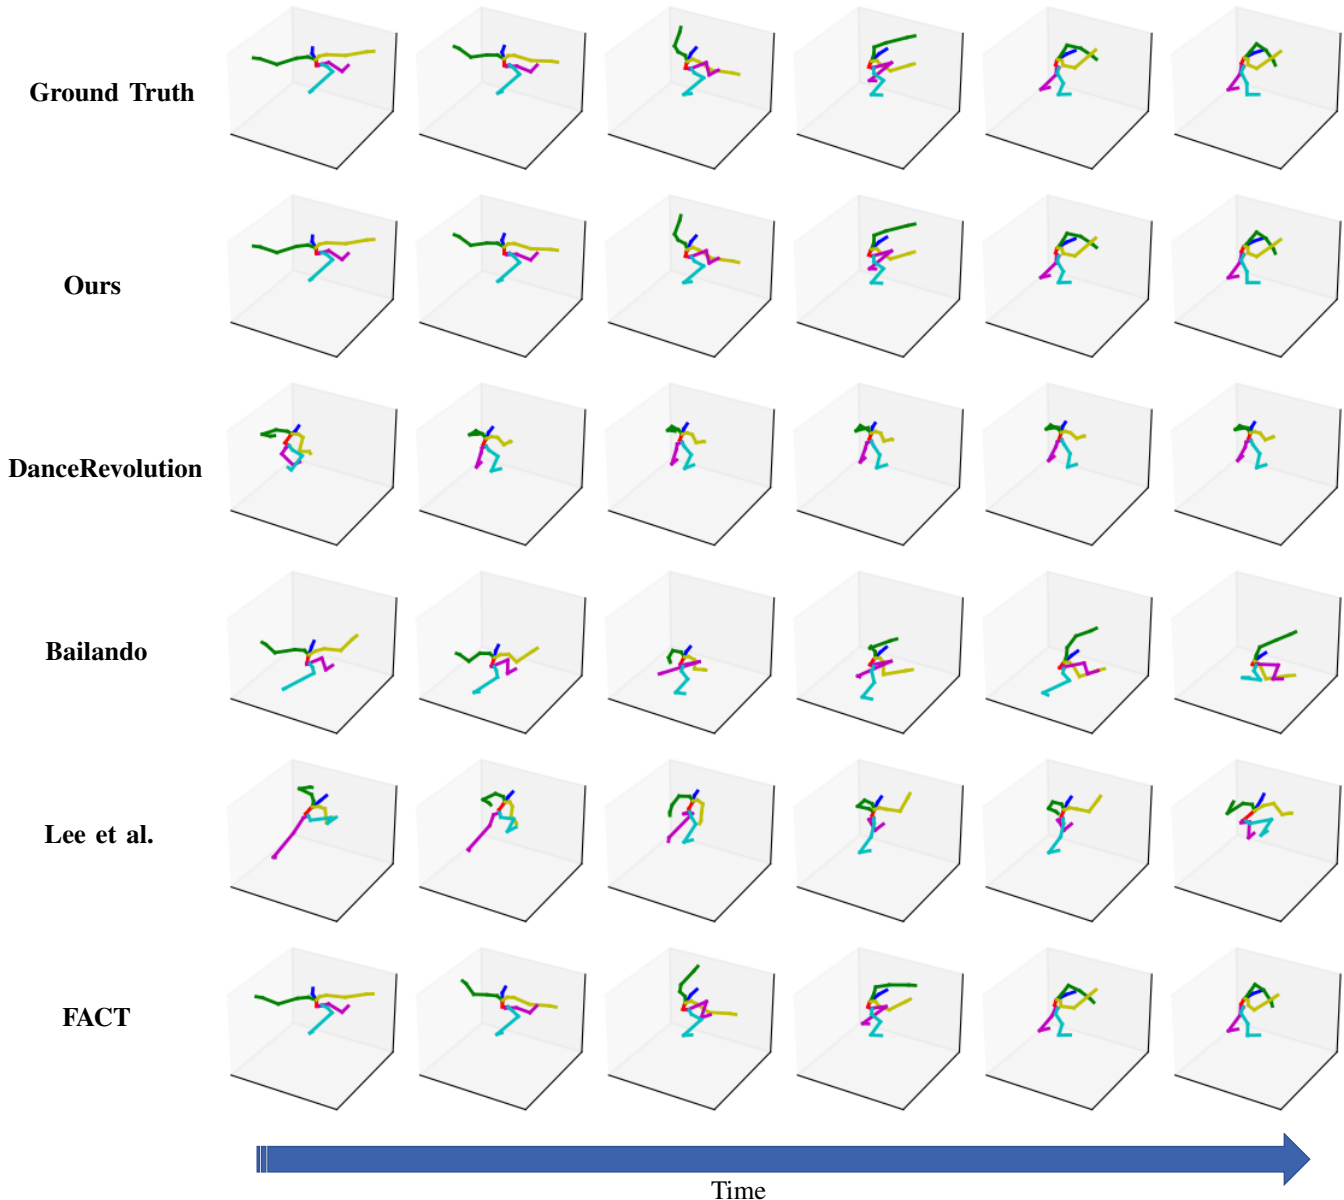 Ground Truth
Ours
DanceRevolution
Bailando
Lee et al.
FACT
Time